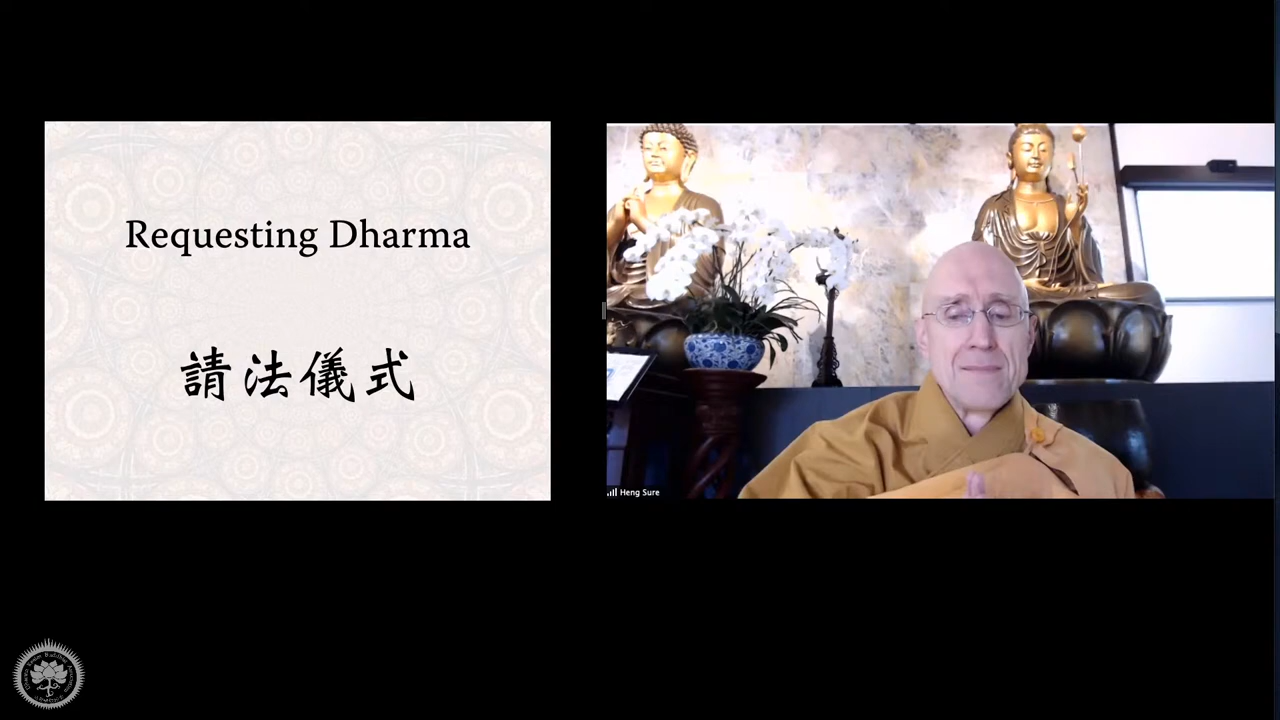 Requesting Dharma
請法儀式
Heng Sure